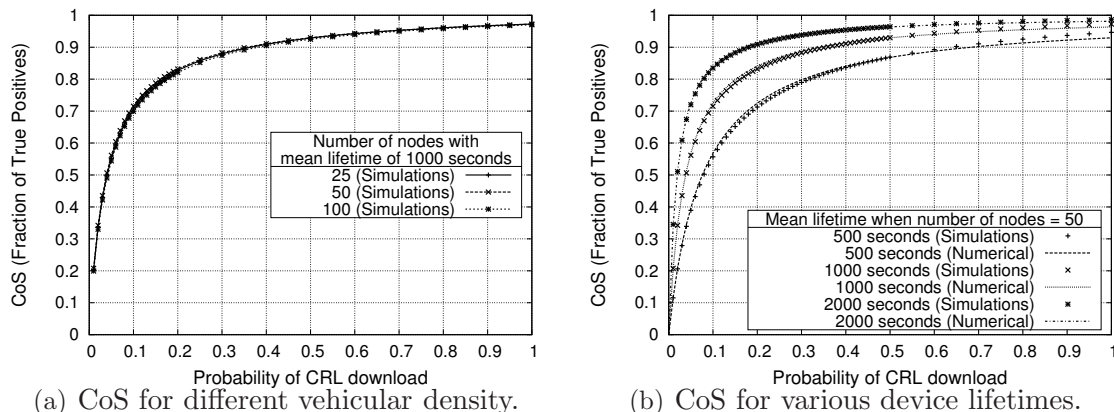 CoS (Fraction of True Positives)
1
0.9
0.8
0.7
0.6
0.5
0.4
0.3
0.2
0.1
0
Number of nodes with
mean lifetime of 1000 seconds
25 (Simulations)
50 (Simulations)
100 (Simulations)
0 0.1 0.2 0.3 0.4 0.5 0.6 0.7 0.8 0.9 1
Probability of CRL download
(a) CoS for different vehicular density.
CoS (Fraction of True Positives)
1
0.9
0.8
0.7
0.6
0.5
0.4
0.3
0.2
0.1
0
Mean lifetime when number of nodes = 50
500 seconds (Simulations)
500 seconds (Numerical)
1000 seconds (Simulations)
1000 seconds (Numerical)
2000 seconds (Simulations)
2000 seconds (Numerical)
0 0.1 0.2 0.3 0.4 0.5 0.6 0.7 0.8 0.9 1
Probability of CRL download
(b) CoS for various device lifetimes.